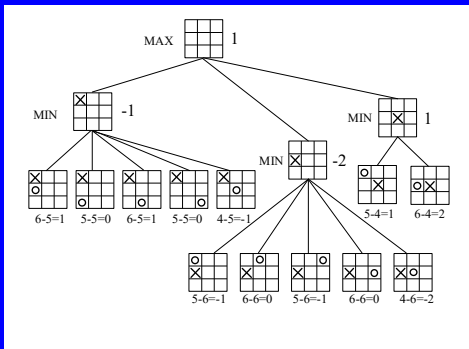 MAX 1
MIN -1
MIN 1
MIN -2
X
X
X
X O
X O
X O
X O
X O
O X
O X
6-5=1 5-5=0 6-5=1 5-5=0 4-5=-1
5-4=1 6-4=2
O X
O X
O X
X O
X O
5-6=-1 6-6=0 5-6=-1 6-6=0 4-6=-2